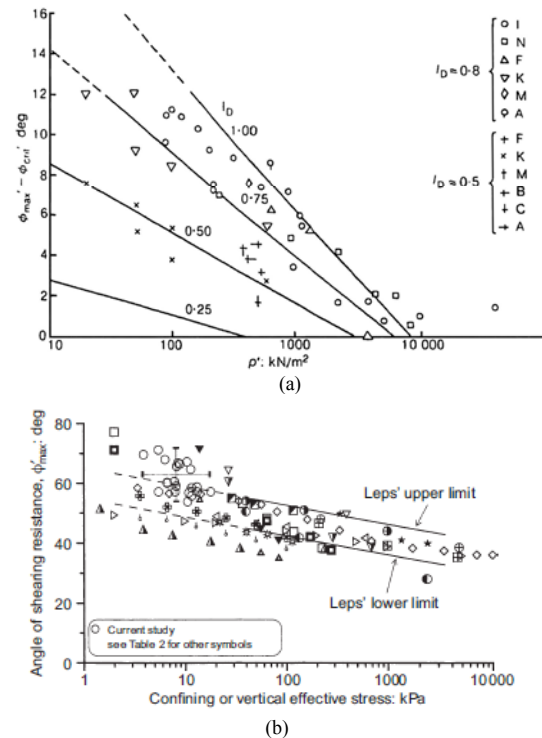 16
14
12
10
8
6
4
2
0
ϕmax′ − ϕcrit′ deg
I_D
1·00
0·75
0·50
0·25
10
100
1000
10 000
p′: kN/m²
I_D ≈ 0·8
I
N
F
K
M
A
I_D ≈ 0·5
F
K
M
B
C
A
(a)
80
60
40
20
0
Angle of shearing resistance, ϕ′max: deg
Leps' upper limit
Leps' lower limit
Current study
see Table 2 for other symbols
1
10
100
1000
10000
Confining or vertical effective stress: kPa
(b)